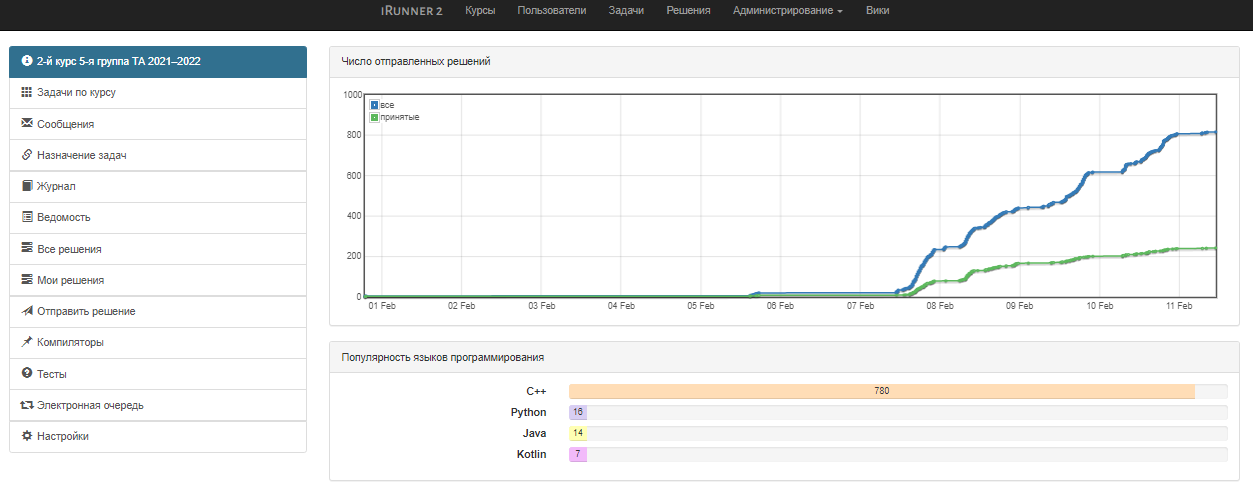 iRunner 2 Курсы Пользователи Задачи Решения Администрирование Вики
2-й курс 5-я группа ТА 2021–2022
Задачи по курсу
Сообщения
Назначение задач
Журнал
Ведомость
Все решения
Мои решения
Отправить решение
Компиляторы
Тесты
Электронная очередь
Настройки
Число отправленных решений
1000
800
600
400
200
0
все
принятые
01 Feb 02 Feb 03 Feb 04 Feb 05 Feb 06 Feb 07 Feb 08 Feb 09 Feb 10 Feb 11 Feb
Популярность языков программирования
C++ 780
Python 16
Java 14
Kotlin 7